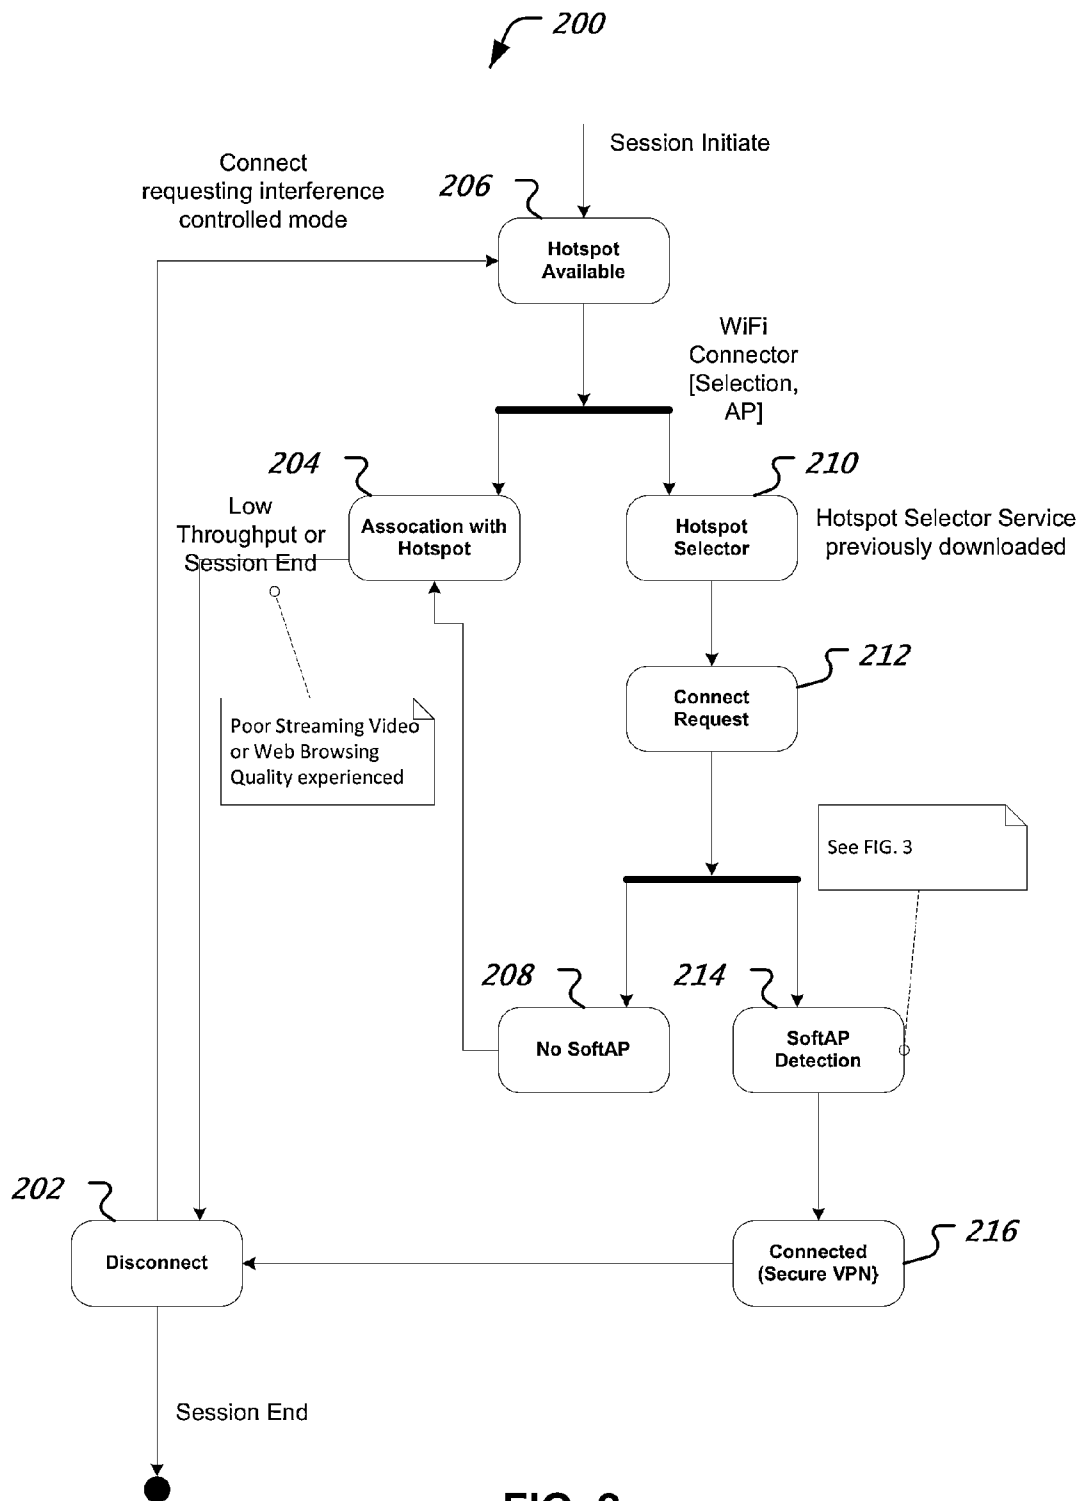 200
Session Initiate
Connect
requesting interference
controlled mode
206
Hotspot
Available
WiFi
Connector
[Selection,
AP]
204
210
Low
Throughput or
Session End
Assocation with
Hotspot
Hotspot
Selector
Hotspot Selector Service
previously downloaded
212
Connect
Request
Poor Streaming Video
or Web Browsing
Quality experienced
See FIG. 3
208
214
No SoftAP
SoftAP
Detection
202
216
Disconnect
Connected
(Secure VPN}
Session End